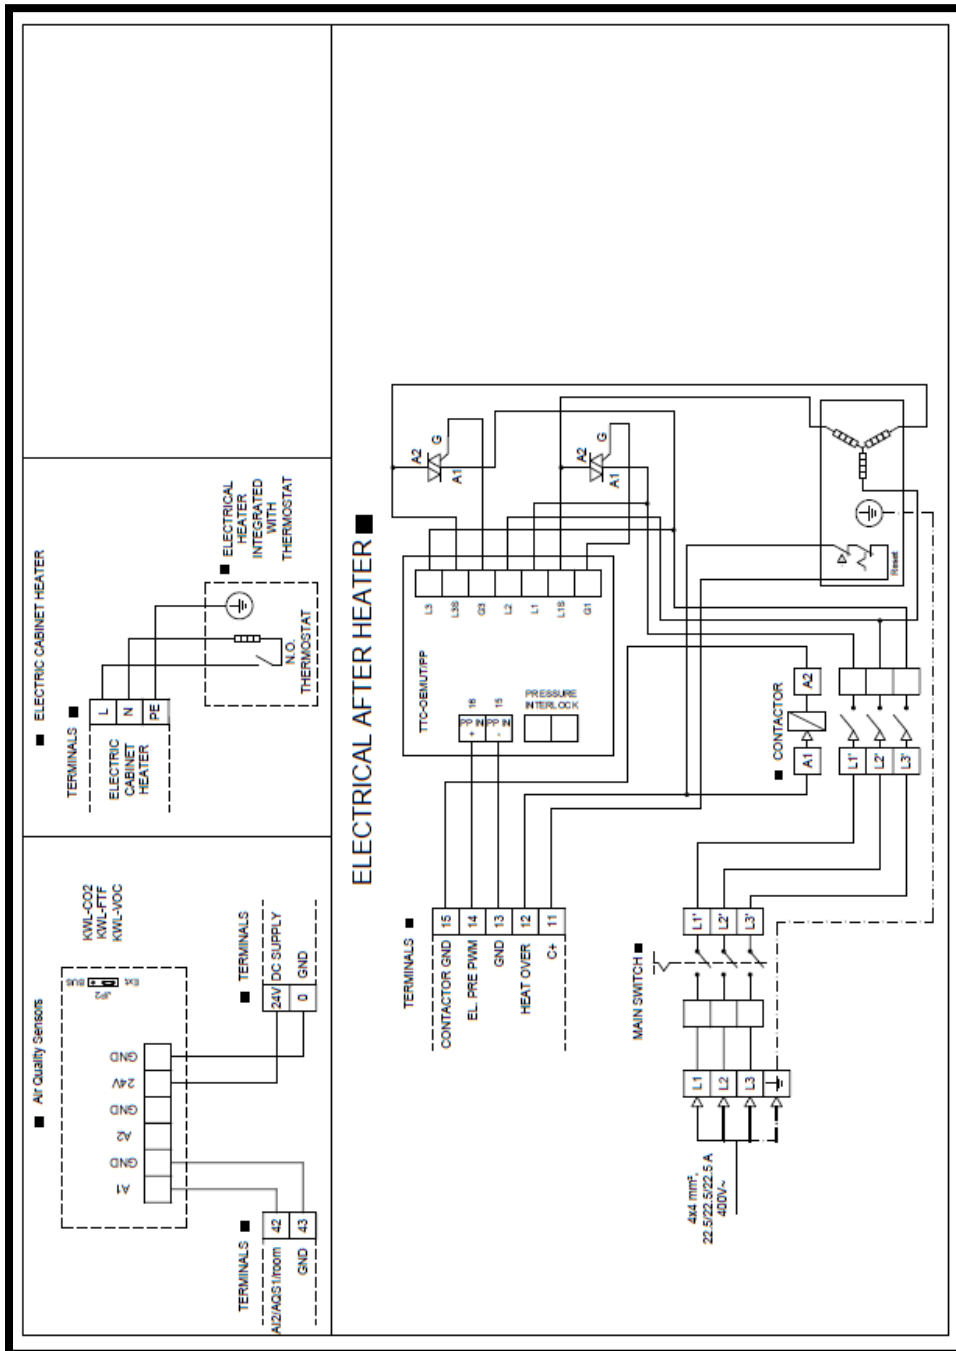 Air Quality Sensors
KWL-CO2
KWL-FTF
KWL-VOC
BUS
JP2
Ext.
A1
GND
A2
GND
24V
GND
TERMINALS
AI2/AQS1/room
42
GND
43
TERMINALS
24V
DC SUPPLY
0
GND
ELECTRIC CABINET HEATER
TERMINALS
ELECTRIC
CABINET
HEATER
L
N
PE
N.O.
THERMOSTAT
ELECTRICAL
HEATER
INTEGRATED
WITH
THERMOSTAT
ELECTRICAL AFTER HEATER
TERMINALS
CONTACTOR GND
15
EL. PRE PWM
14
GND
13
HEAT OVER
12
C+
11
TTC-OEMUT/PP
16
15
PP IN
+
PP IN
-
PRESSURE
INTERLOCK
L3
L3S
G3
L2
L1
L1S
G1
A2
G
A1
A2
G
A1
Reset
MAIN SWITCH
L1
L2
L3
L1'
L2'
L3'
CONTACTOR
A1
A2
L1'
L2'
L3'
4x4 mm²,
22.5/22.5/22.5 A
400V~